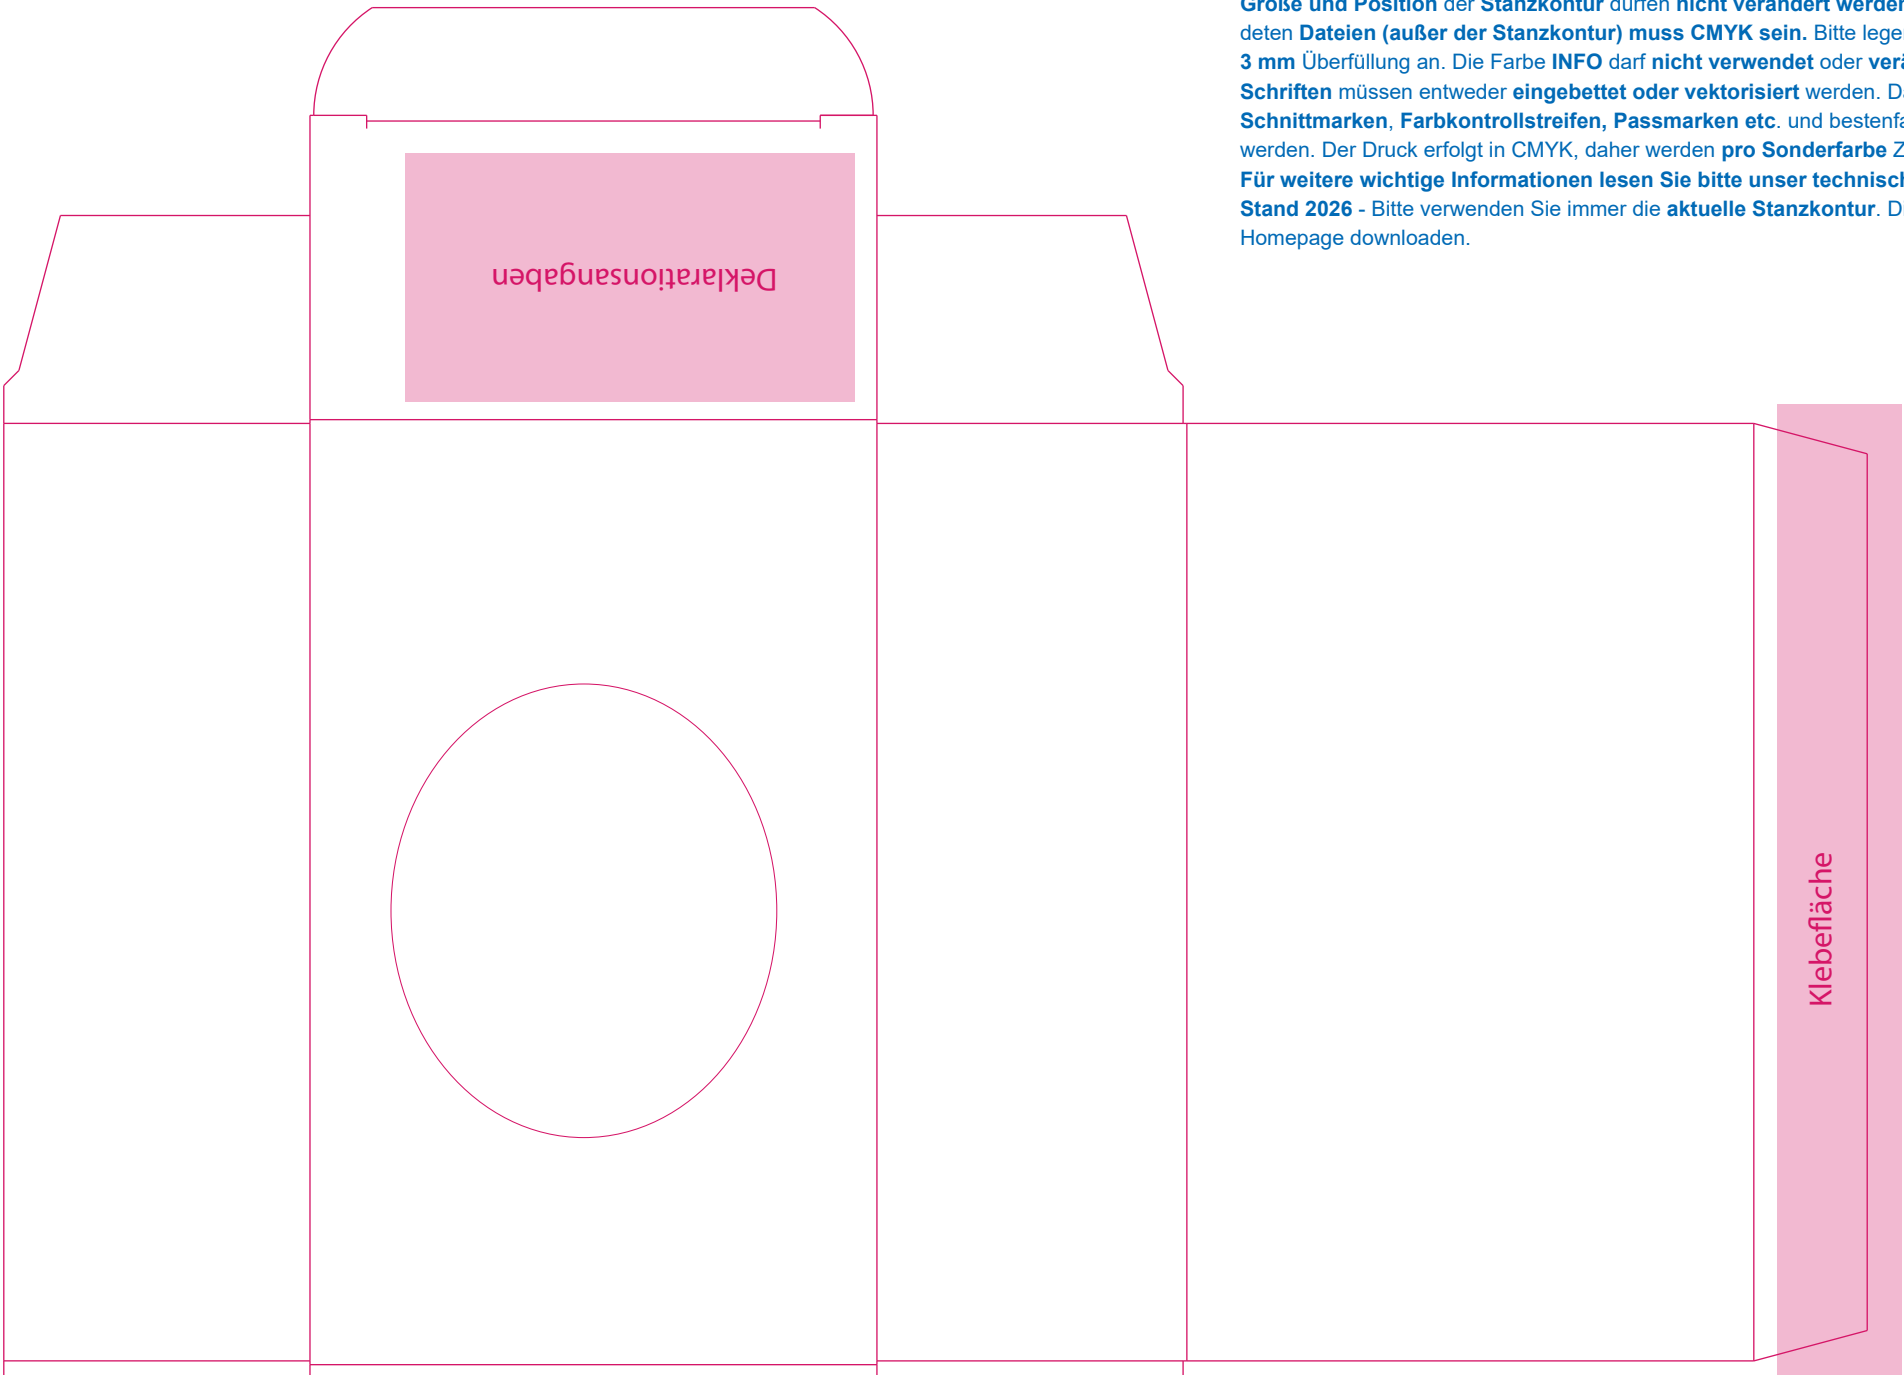 Größe und Position der Stanzkontur dürfen nicht verändert werden
deten Dateien (außer der Stanzkontur) muss CMYK sein. Bitte lege
3 mm Überfüllung an. Die Farbe INFO darf nicht verwendet oder verä
Schriften müssen entweder eingebettet oder vektorisiert werden. Da
Schnittmarken, Farbkontrollstreifen, Passmarken etc. und bestenfa
werden. Der Druck erfolgt in CMYK, daher werden pro Sonderfarbe Z
Für weitere wichtige Informationen lesen Sie bitte unser technisch
Stand 2026 - Bitte verwenden Sie immer die aktuelle Stanzkontur. D
Homepage downloaden.
Deklarationsangaben
Klebefläche